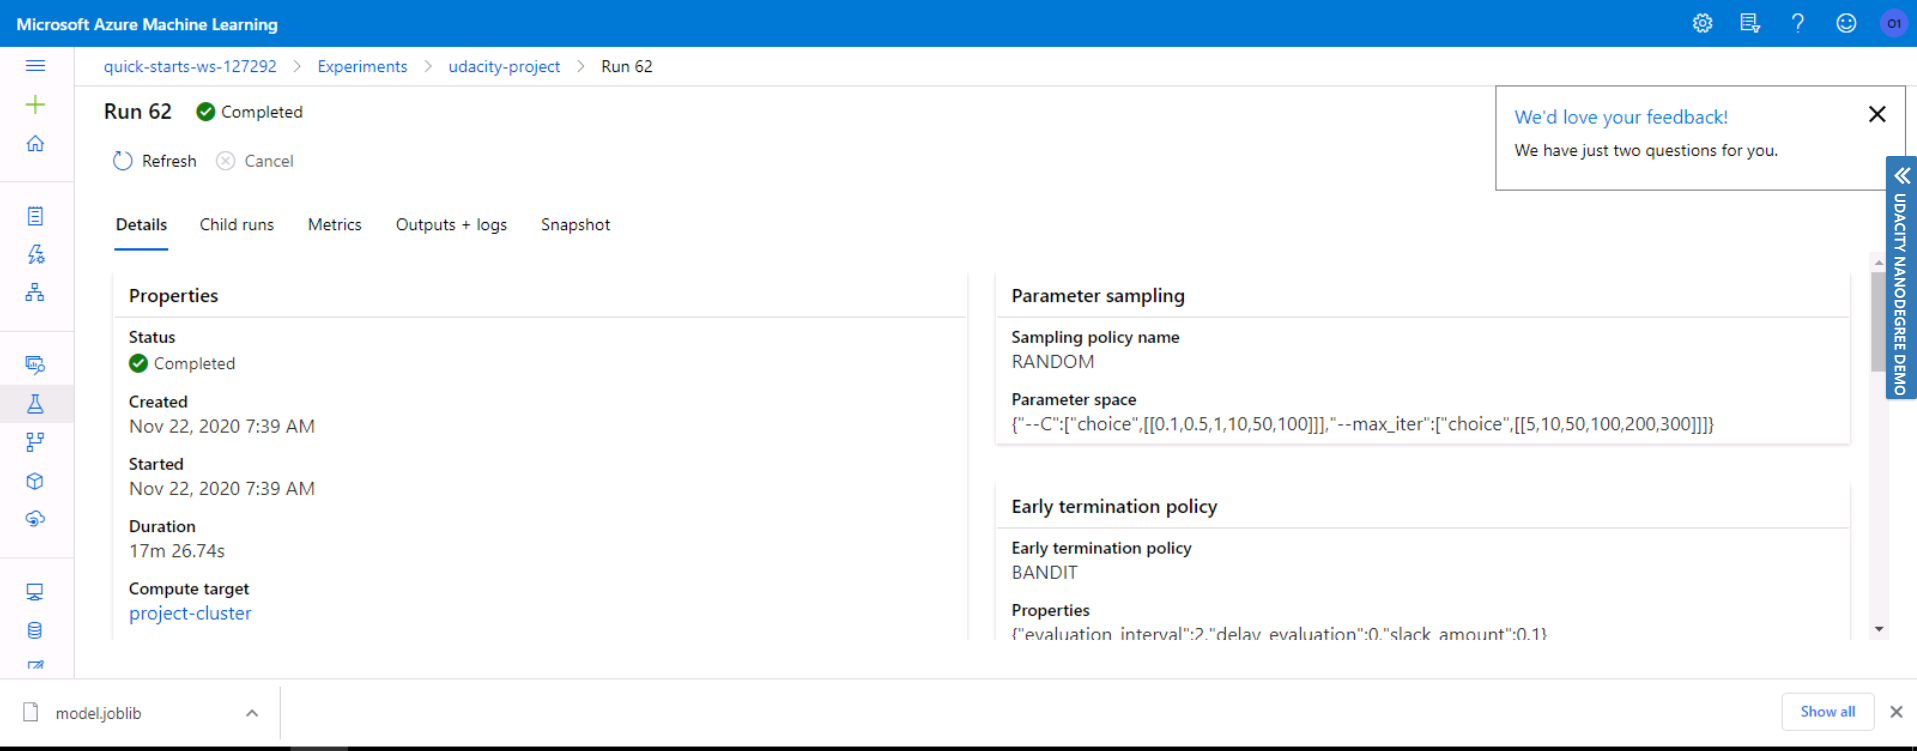 Microsoft Azure Machine Learning
?
O1
quick-starts-ws-127292 > Experiments > udacity-project > Run 62
Run 62 Completed
We'd love your feedback!
We have just two questions for you.
Refresh Cancel
UDACITY NANODEGREE DEMO
Details Child runs Metrics Outputs + logs Snapshot
Properties
Status
Completed
Created
Nov 22, 2020 7:39 AM
Started
Nov 22, 2020 7:39 AM
Duration
17m 26.74s
Compute target
project-cluster
Parameter sampling
Sampling policy name
RANDOM
Parameter space
{"--C":["choice",[[0.1,0.5,1,10,50,100]]],"--max_iter":["choice",[[5,10,50,100,200,300]]]}
Early termination policy
Early termination policy
BANDIT
Properties
{"evaluation_interval":2,"delay_evaluation":0,"slack_amount":0.1}
model.joblib
Show all